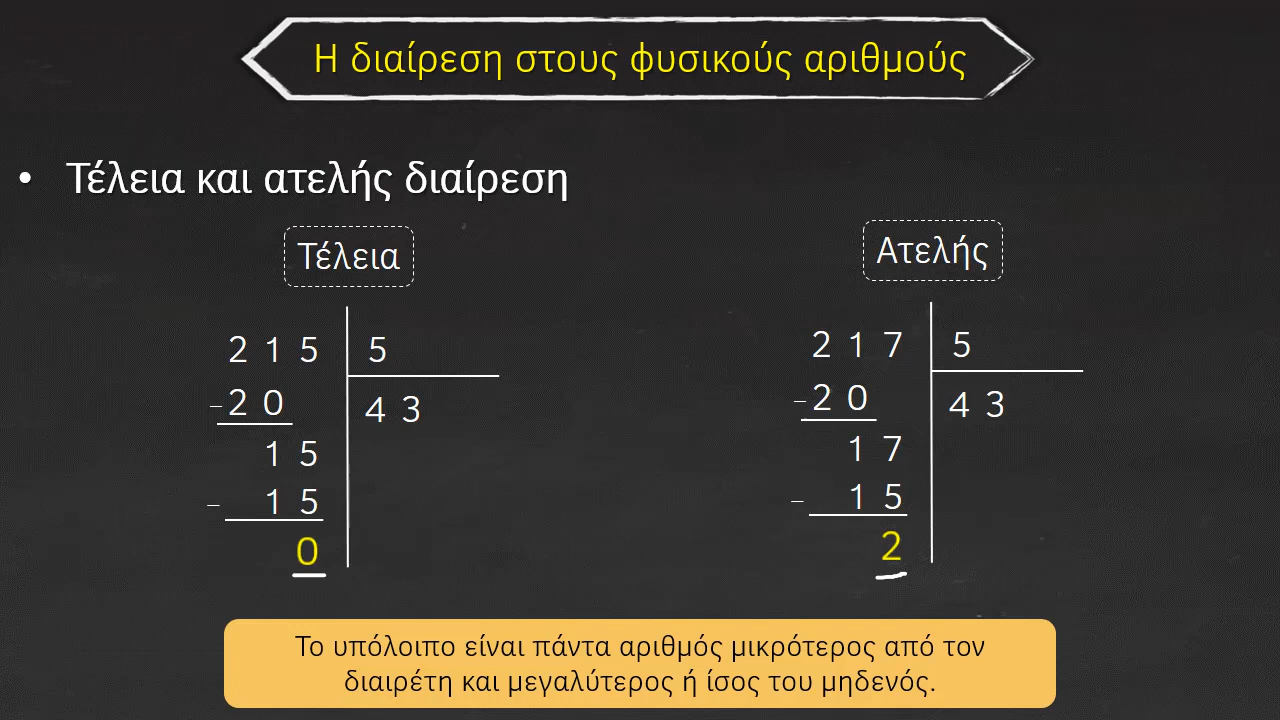 Η διαίρεση στους φυσικούς αριθμούς
• Τέλεια και ατελής διαίρεση
Τέλεια
2 1 5 5
-2 0 4 3
1 5
- 1 5
0
Ατελής
2 1 7 5
-2 0 4 3
1 7
- 1 5
2
Το υπόλοιπο είναι πάντα αριθμός μικρότερος από τον
διαιρέτη και μεγαλύτερος ή ίσος του μηδενός.